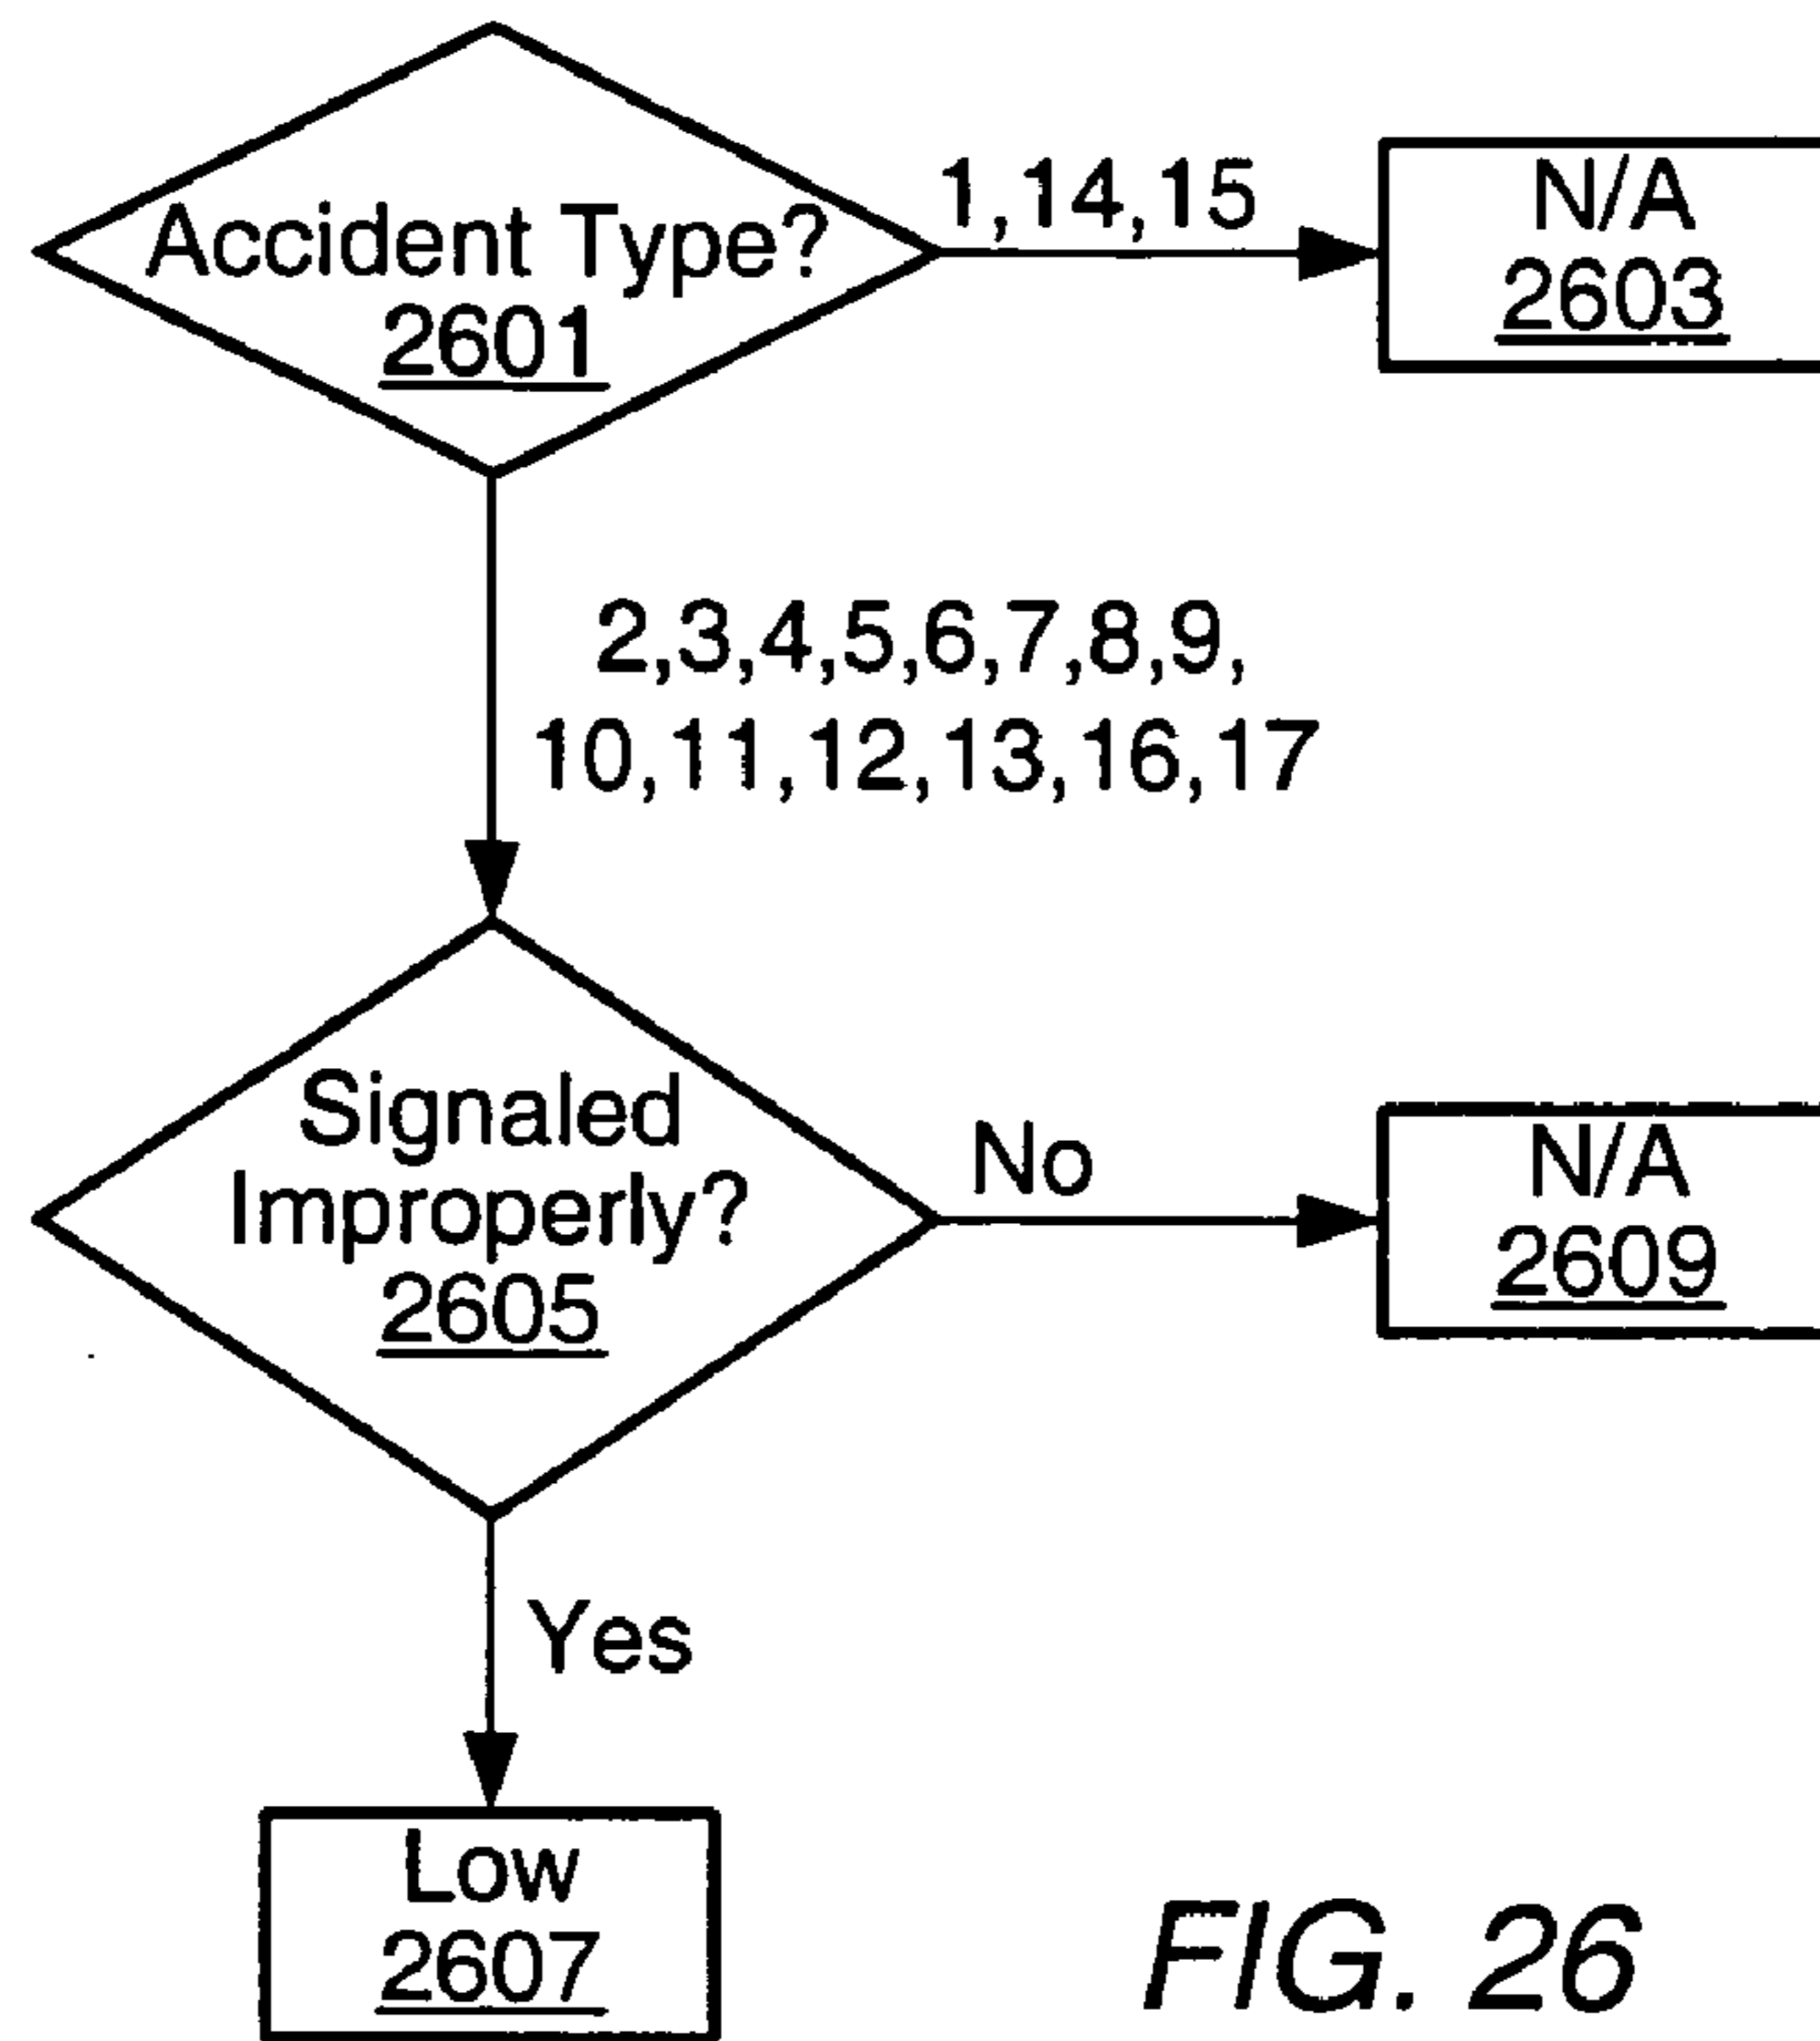 Accident Type?
2601
1,14,15
N/A
2603
2,3,4,5,6,7,8,9,
10,11,12,13,16,17
Signaled
Improperly?
2605
No
N/A
2609
Yes
Low
2607
FIG. 26